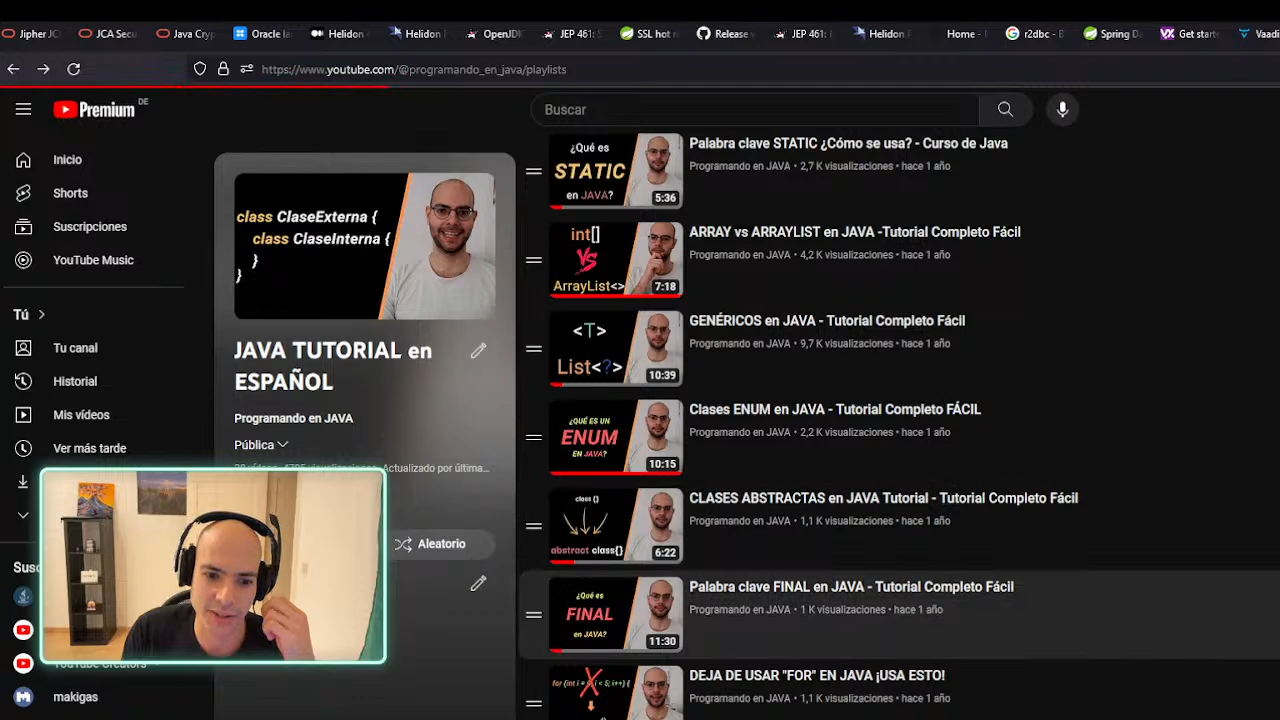 Jipher JC
JCA Secu
Java Cryp
Oracle la
Helidon
Helidon
OpenJDK
JEP 461: S
SSL hot r
Release v
JEP 461:
Helidon
Home -
r2dbc -
Spring Da
Get starte
Vaadi
https://www.youtube.com/@programando_en_java/playlists
Premium DE
Buscar
Inicio
Shorts
Suscripciones
YouTube Music
Tú >
Tu canal
Historial
Mis vídeos
Ver más tarde
makigas
class ClaseExterna {
class ClaseInterna {
}
}
JAVA TUTORIAL en
ESPAÑOL
Programando en JAVA
Pública
Actualizado por última...
Aleatorio
¿Qué es
STATIC
en JAVA?
5:36
Palabra clave STATIC ¿Cómo se usa? - Curso de Java
Programando en JAVA • 2,7 K visualizaciones • hace 1 año
int[]
VS
ArrayList<>
7:18
ARRAY vs ARRAYLIST en JAVA -Tutorial Completo Fácil
Programando en JAVA • 4,2 K visualizaciones • hace 1 año
<T>
List<?>
10:39
GENÉRICOS en JAVA - Tutorial Completo Fácil
Programando en JAVA • 9,7 K visualizaciones • hace 1 año
¿QUÉ ES UN
ENUM
EN JAVA?
10:15
Clases ENUM en JAVA - Tutorial Completo FÁCIL
Programando en JAVA • 2,2 K visualizaciones • hace 1 año
class {}
abstract class{}
6:22
CLASES ABSTRACTAS en JAVA Tutorial - Tutorial Completo Fácil
Programando en JAVA • 1,1 K visualizaciones • hace 1 año
¿Qué es
FINAL
en JAVA?
11:30
Palabra clave FINAL en JAVA - Tutorial Completo Fácil
Programando en JAVA • 1 K visualizaciones • hace 1 año
for (int i = 0; i < 5; i++) {
DEJA DE USAR "FOR" EN JAVA ¡USA ESTO!
Programando en JAVA • 1,1 K visualizaciones • hace 1 año